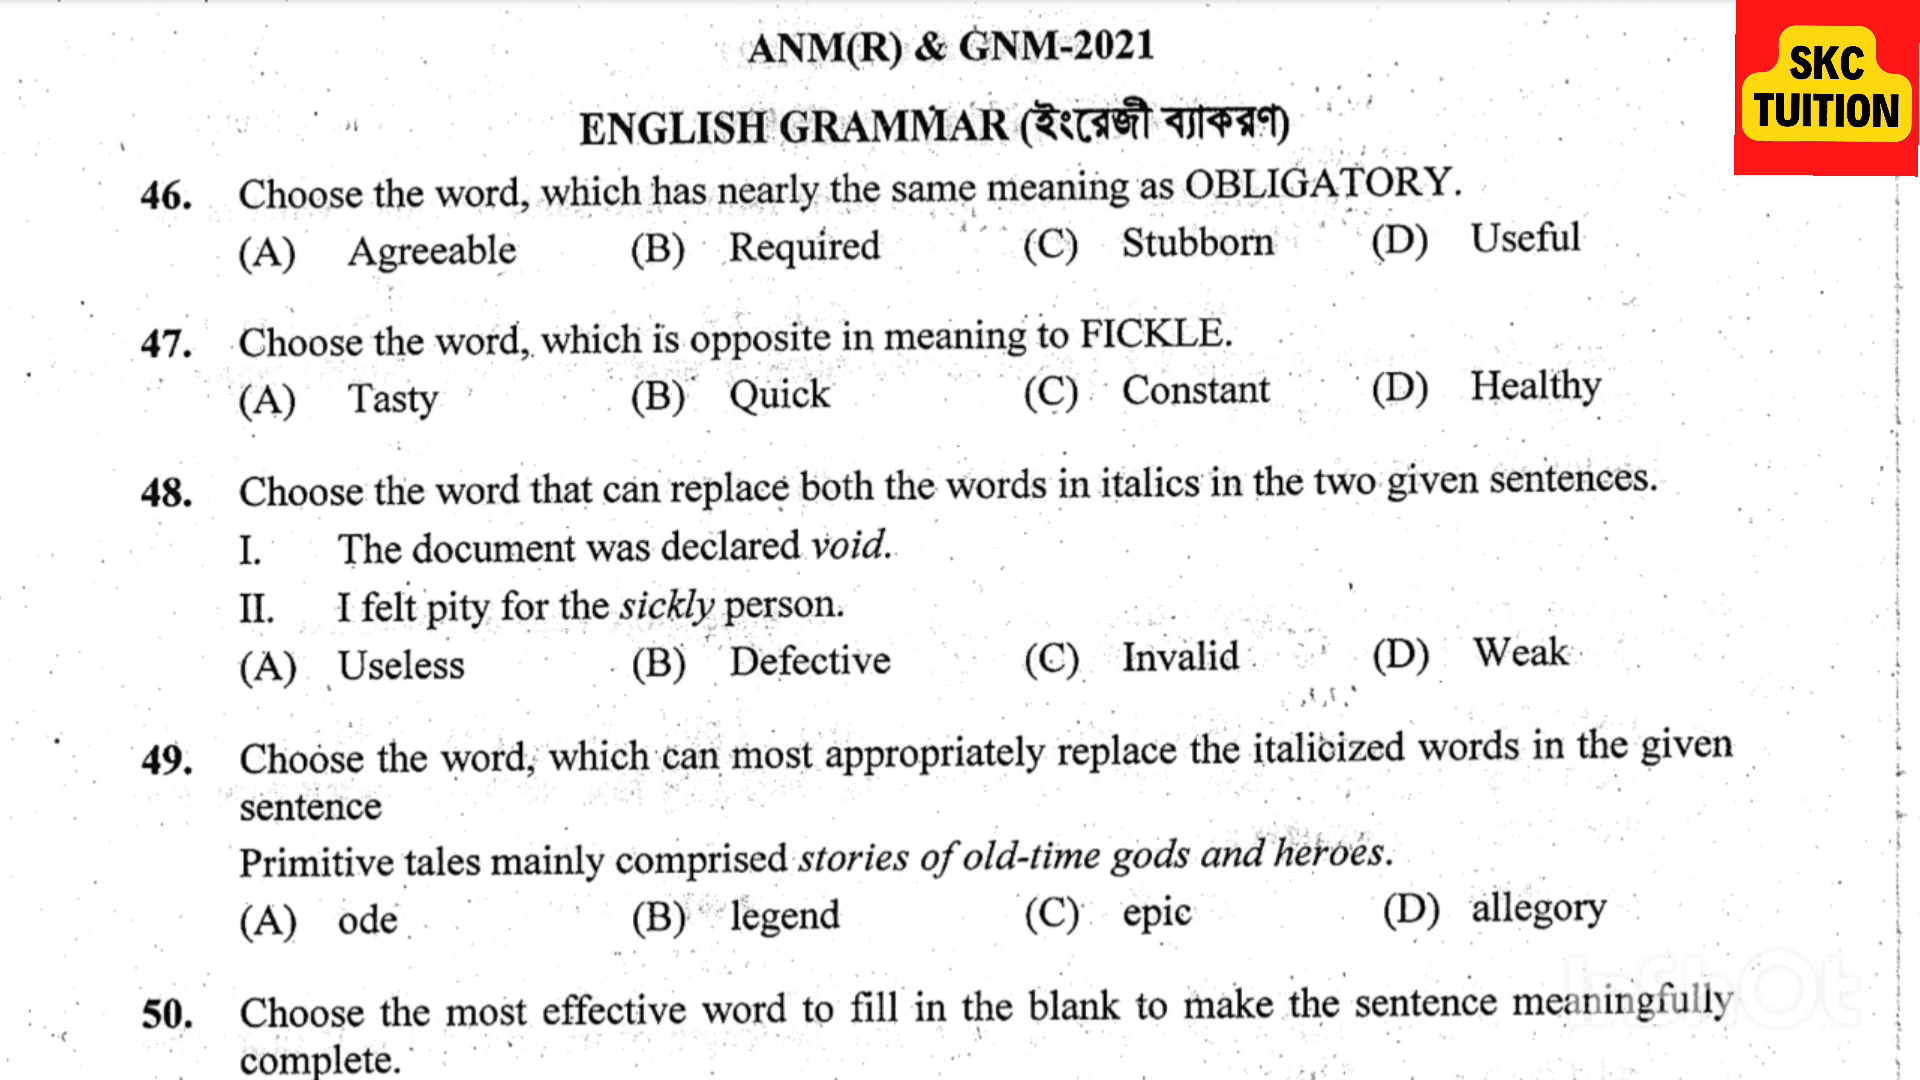 ANM(R) & GNM-2021
SKC
TUITION
ENGLISH GRAMMAR (ইংরেজী ব্যাকরণ)
46. Choose the word, which has nearly the same meaning as OBLIGATORY.
(A) Agreeable (B) Required (C) Stubborn (D) Useful
47. Choose the word, which is opposite in meaning to FICKLE.
(A) Tasty (B) Quick (C) Constant (D) Healthy
48. Choose the word that can replace both the words in italics in the two given sentences.
I. The document was declared void.
II. I felt pity for the sickly person.
(A) Useless (B) Defective (C) Invalid (D) Weak
49. Choose the word, which can most appropriately replace the italicized words in the given
sentence
Primitive tales mainly comprised stories of old-time gods and heroes.
(A) ode (B) legend (C) epic (D) allegory
50. Choose the most effective word to fill in the blank to make the sentence meaningfully
complete.
InShOt